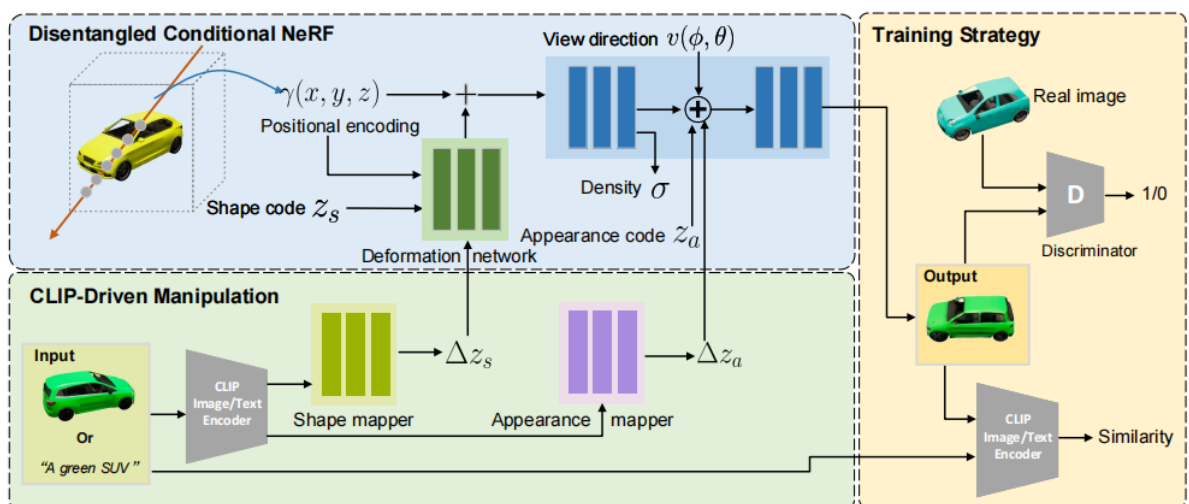 Disentangled Conditional NeRF
γ(x, y, z)
+
Positional encoding
Shape code z_s
Deformation network
View direction v(ϕ, θ)
+
Density σ
Appearance code z_a
CLIP-Driven Manipulation
Input
Or
“A green SUV”
CLIP
Image/Text
Encoder
Shape mapper
Δz_s
Appearance mapper
Δz_a
Training Strategy
Real image
D
1/0
Discriminator
Output
CLIP
Image/Text
Encoder
Similarity